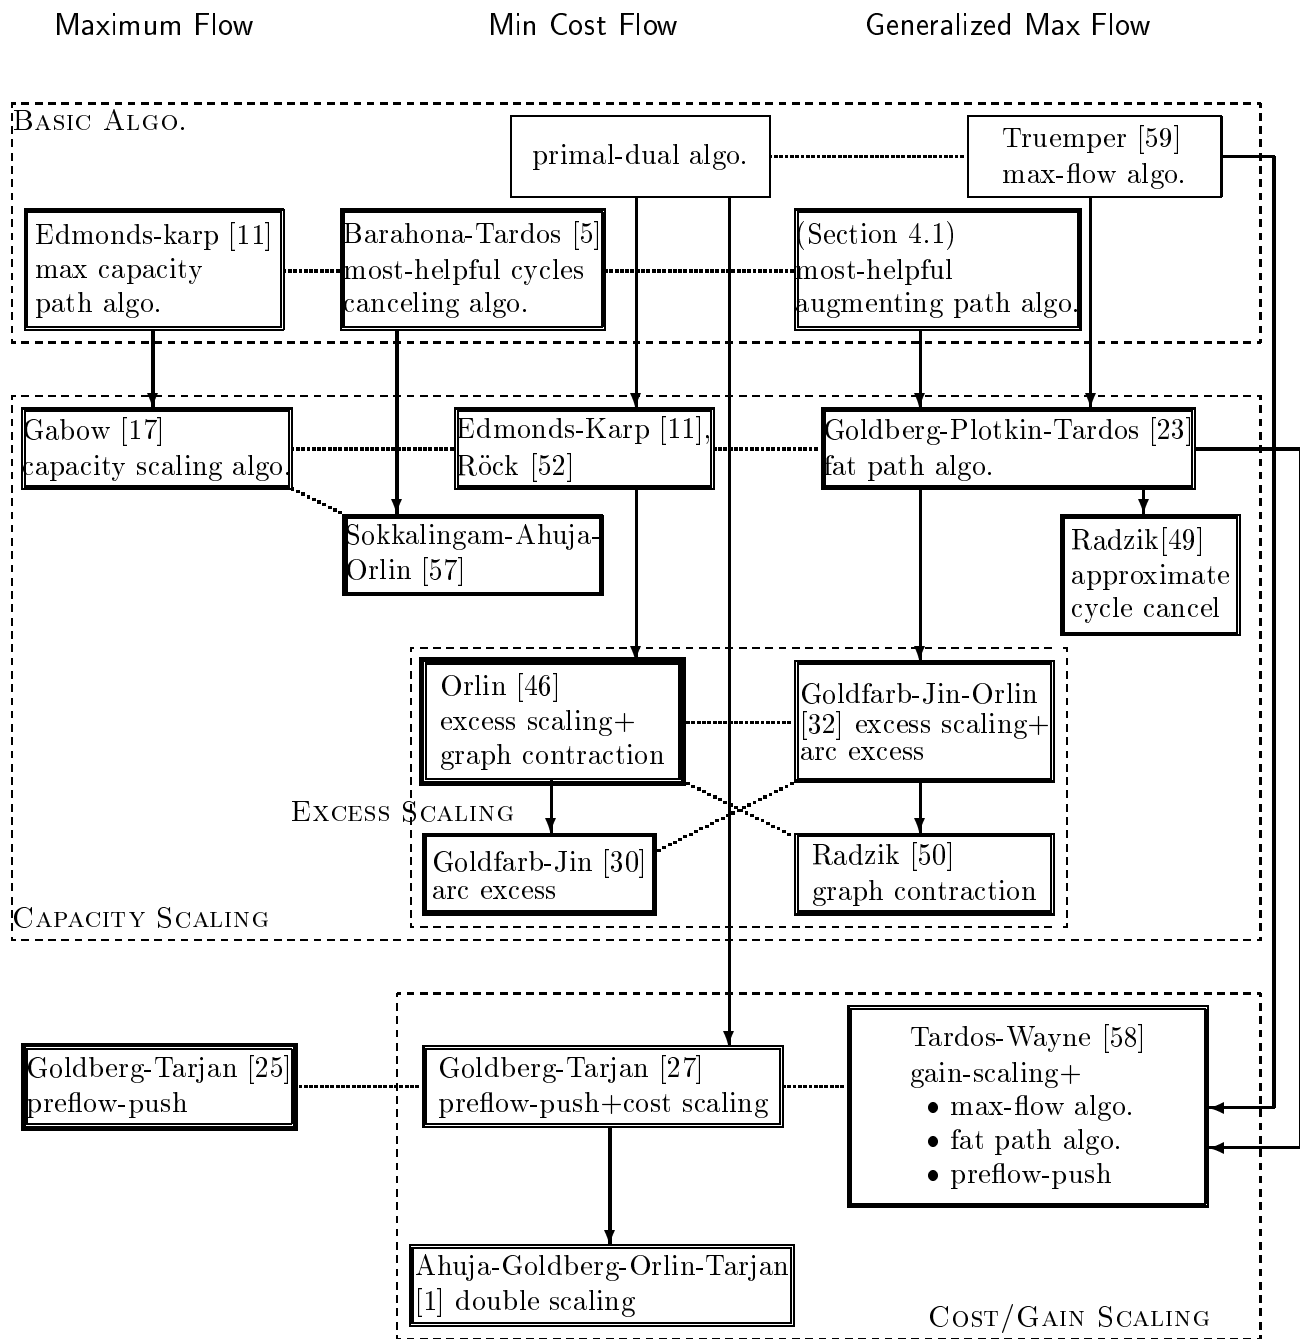 Maximum Flow
Min Cost Flow
Generalized Max Flow
BASIC ALGO.
primal-dual algo.
Truemper [59]
max-flow algo.
Edmonds-karp [11]
max capacity
path algo.
Barahona-Tardos [5]
most-helpful cycles
canceling algo.
(Section 4.1)
most-helpful
augmenting path algo.
Gabow [17]
capacity scaling algo.
Edmonds-Karp [11],
Röck [52]
Goldberg-Plotkin-Tardos [23]
fat path algo.
Sokkalingam-Ahuja-
Orlin [57]
Radzik[49]
approximate
cycle cancel
Orlin [46]
excess scaling+
graph contraction
Goldfarb-Jin-Orlin
[32] excess scaling+
arc excess
EXCESS SCALING
Goldfarb-Jin [30]
arc excess
Radzik [50]
graph contraction
CAPACITY SCALING
Goldberg-Tarjan [25]
preflow-push
Goldberg-Tarjan [27]
preflow-push+cost scaling
Tardos-Wayne [58]
gain-scaling+
• max-flow algo.
• fat path algo.
• preflow-push
Ahuja-Goldberg-Orlin-Tarjan
[1] double scaling
COST/GAIN SCALING